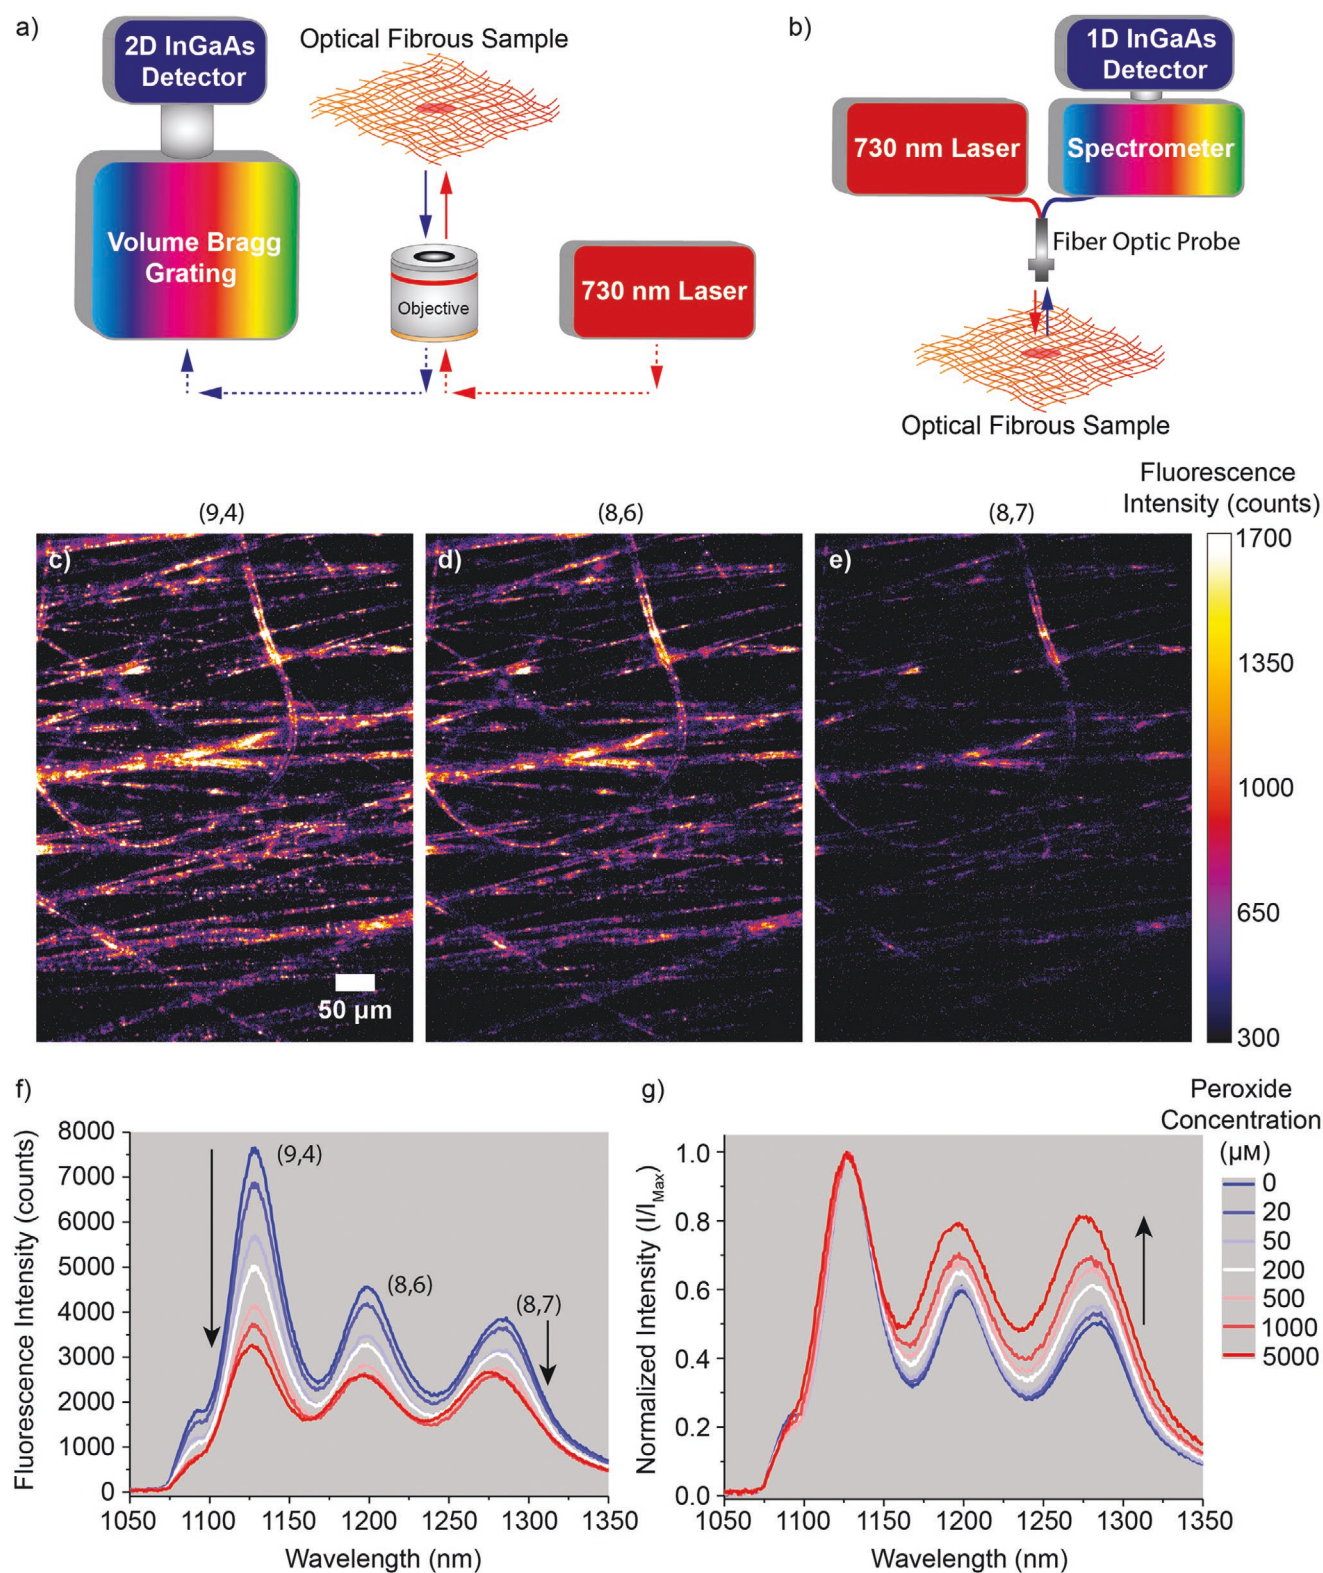 a)
2D InGaAs
Detector
Optical Fibrous Sample
Volume Bragg
Grating
Objective
730 nm Laser
b)
1D InGaAs
Detector
730 nm Laser
Spectrometer
Fiber Optic Probe
Optical Fibrous Sample
Fluorescence
Intensity (counts)
(9,4)
(8,6)
(8,7)
c)
d)
e)
50 µm
1700
1350
1000
650
300
f)
Fluorescence Intensity (counts)
8000
7000
6000
5000
4000
3000
2000
1000
0
(9,4)
(8,6)
(8,7)
1050
1100
1150
1200
1250
1300
1350
Wavelength (nm)
g)
Normalized Intensity (I/I_Max)
1.0
0.8
0.6
0.4
0.2
0.0
1050
1100
1150
1200
1250
1300
1350
Wavelength (nm)
Peroxide
Concentration
(µM)
0
20
50
200
500
1000
5000